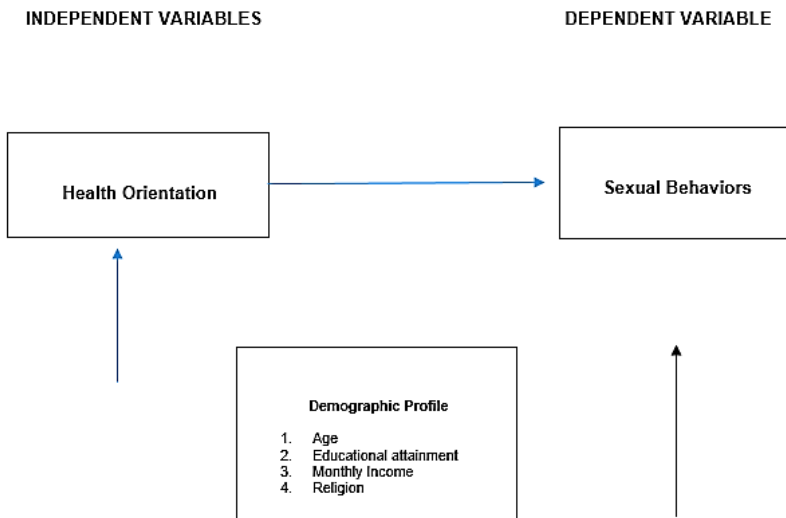 INDEPENDENT VARIABLES
DEPENDENT VARIABLE
Health Orientation
Sexual Behaviors
Demographic Profile
1. Age
2. Educational attainment
3. Monthly Income
4. Religion